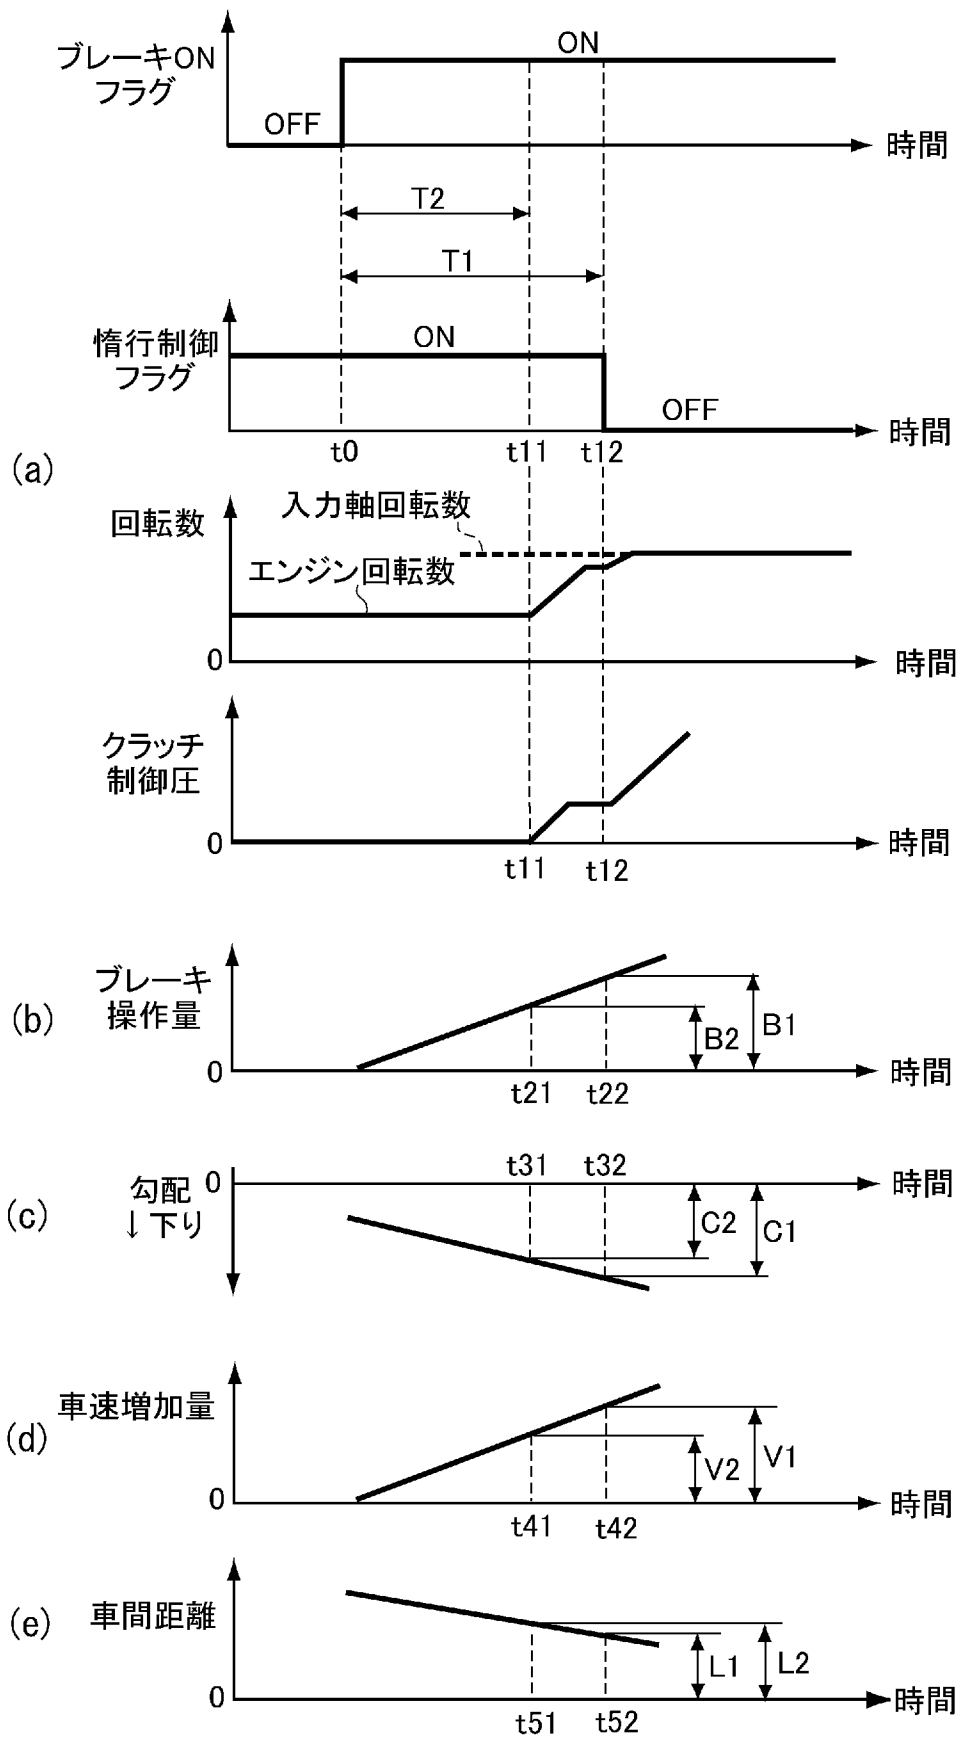 ブレーキON
フラグ
ON
OFF
時間
T2
T1
惰行制御
フラグ
ON
OFF
時間
t0
t11
t12
(a)
回転数
入力軸回転数
エンジン回転数
0
時間
クラッチ
制御圧
0
時間
t11
t12
(b)
ブレーキ
操作量
B2
B1
0
時間
t21
t22
(c)
t31
t32
0
時間
勾配
↓下り
C2
C1
(d)
車速増加量
V2
V1
0
時間
t41
t42
(e)
車間距離
L1
L2
0
時間
t51
t52